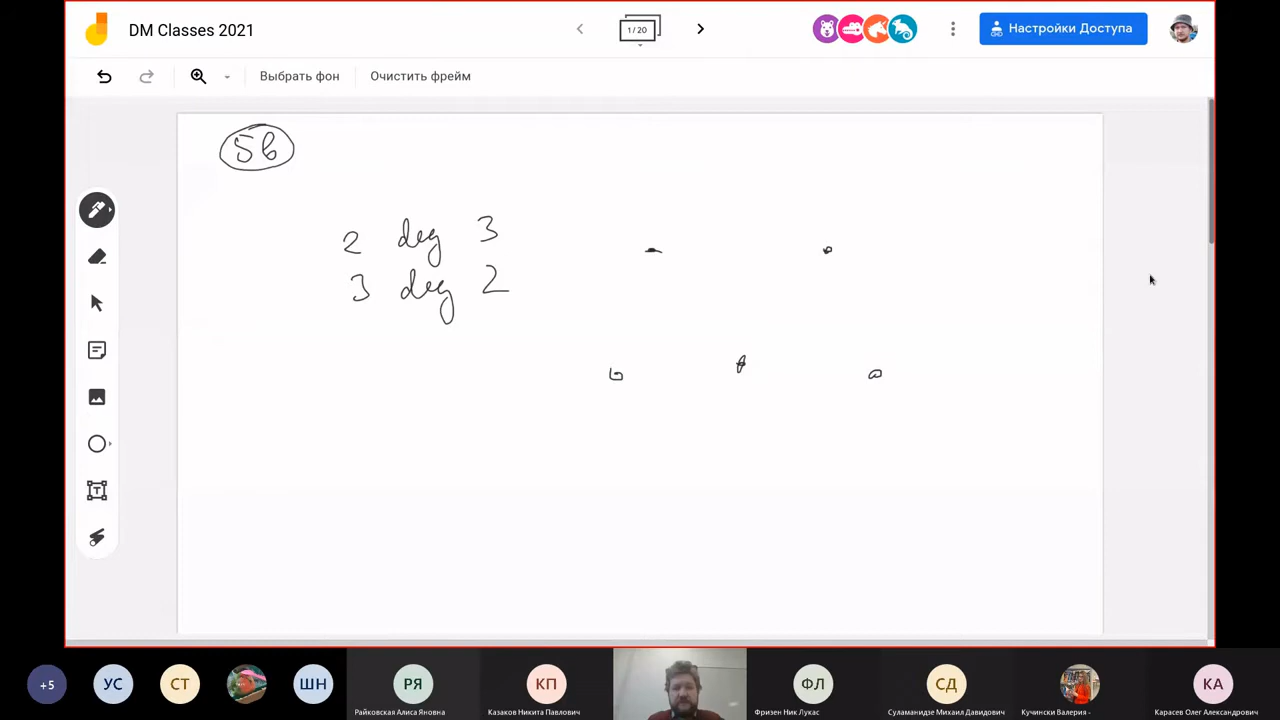 DM Classes 2021
1/20
Настройки Доступа
Выбрать фон
Очистить фрейм
5в
2 deg 3
3 deg 2
+5
УС
СТ
ШН
РЯ
Райковская Алиса Яновна
КП
Казаков Никита Павлович
ФЛ
Фризен Ник Лукас
СД
Суламанидзе Михаил Давидович
Кучински Валерия -
КА
Карасев Олег Александрович